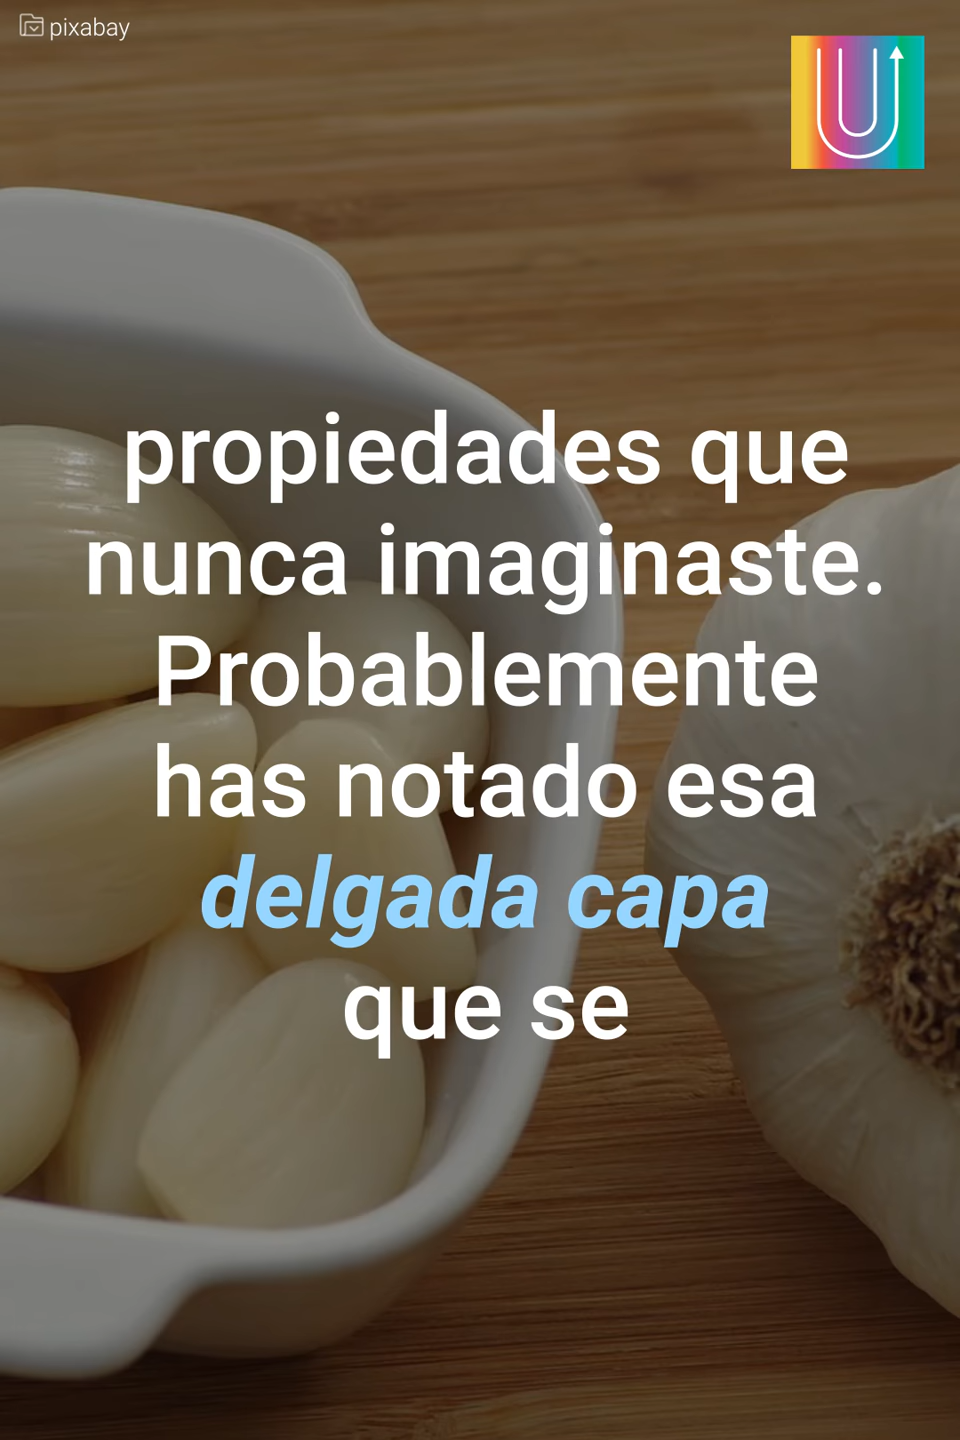 pixabay
U
propiedades que
nunca imaginaste.
Probablemente
has notado esa
delgada capa
que se